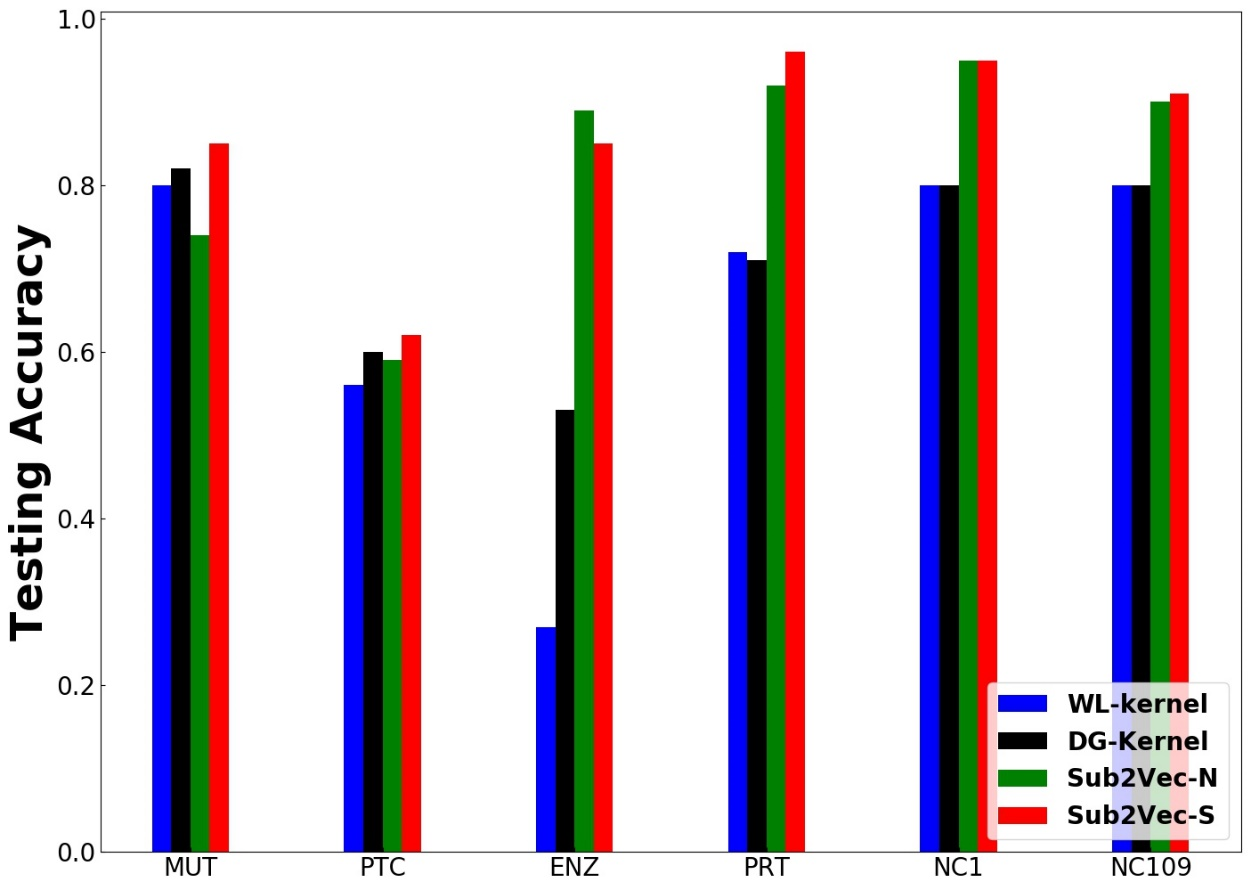 Testing Accuracy
1.0
0.8
0.6
0.4
0.2
0.0
MUT PTC ENZ PRT NC1 NC109
WL-kernel
DG-Kernel
Sub2Vec-N
Sub2Vec-S